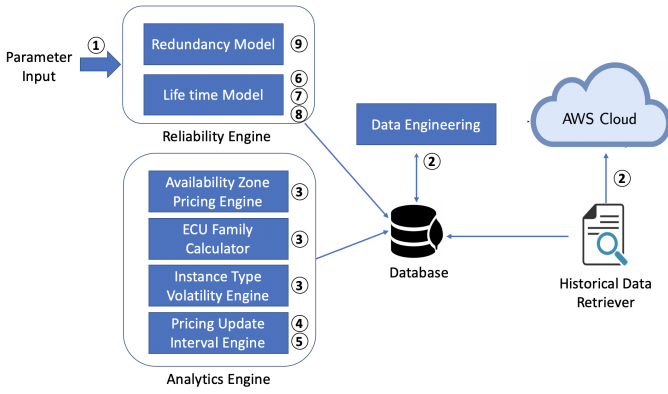 Parameter
Input
1
Redundancy Model
9
Life time Model
6
7
8
Reliability Engine
Data Engineering
2
AWS Cloud
2
Availability Zone
Pricing Engine
3
ECU Family
Calculator
3
Instance Type
Volatility Engine
3
Pricing Update
Interval Engine
4
5
Analytics Engine
Database
Historical Data
Retriever